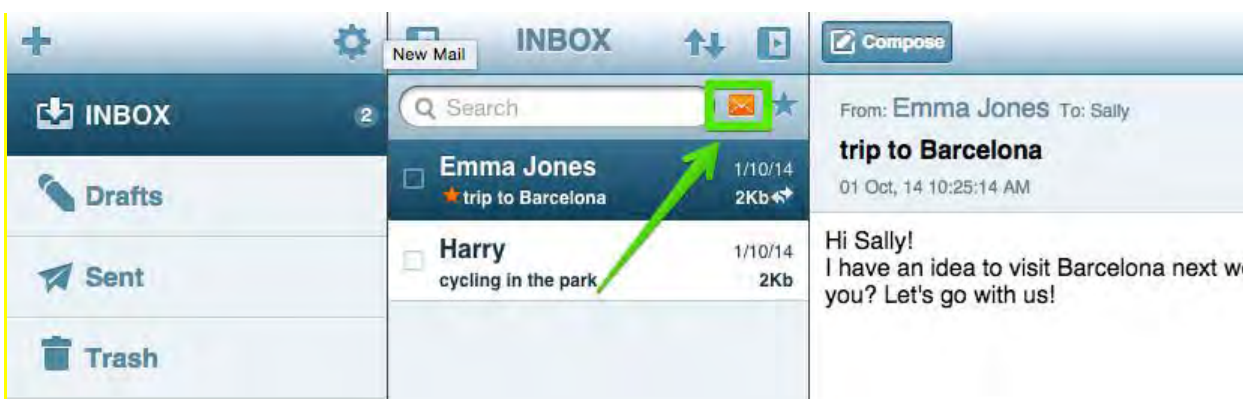 INBOX
New Mail
Compose
INBOX
2
Search
From: Emma Jones To: Sally
Drafts
Emma Jones
1/10/14
trip to Barcelona
2Kb
trip to Barcelona
01 Oct, 14 10:25:14 AM
Sent
Harry
1/10/14
cycling in the park
2Kb
Hi Sally!
I have an idea to visit Barcelona next
you? Let's go with us!
Trash